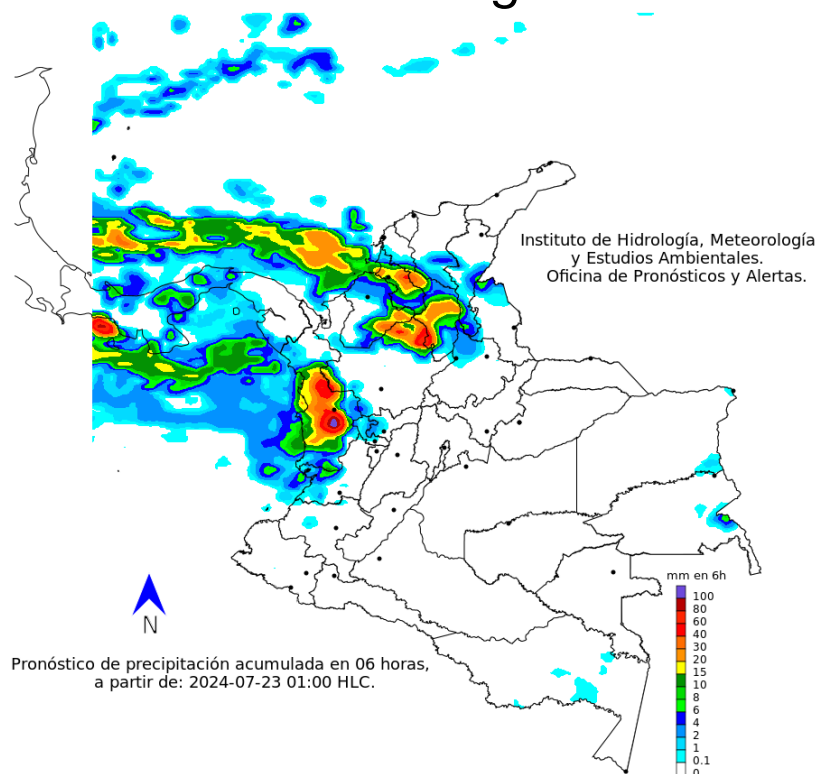 Instituto de Hidrología, Meteorología
y Estudios Ambientales.
Oficina de Pronósticos y Alertas.
mm en 6h
100
80
60
40
30
20
15
10
8
6
4
2
1
0.1
0
N
Pronóstico de precipitación acumulada en 06 horas,
a partir de: 2024-07-23 01:00 HLC.